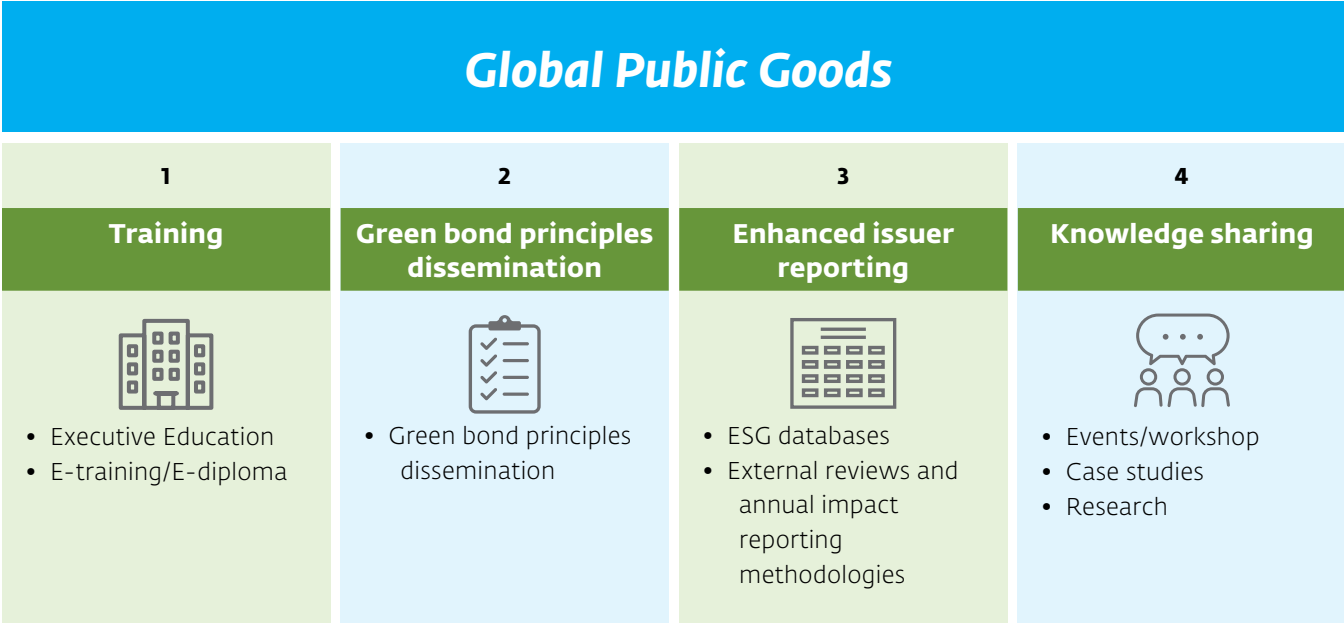 Global Public Goods
1
Training
• Executive Education
• E-training/E-diploma
2
Green bond principles
dissemination
• Green bond principles
dissemination
3
Enhanced issuer
reporting
• ESG databases
• External reviews and
annual impact
reporting
methodologies
4
Knowledge sharing
• Events/workshop
• Case studies
• Research